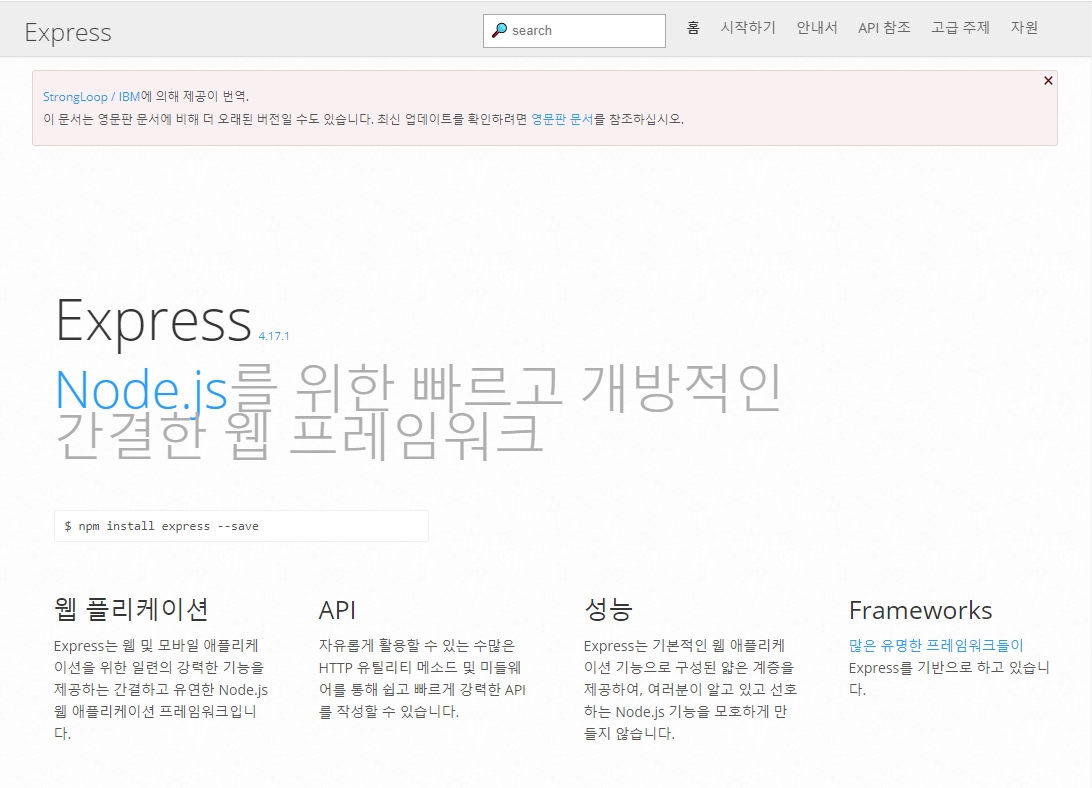 Express
search
홈 시작하기 안내서 API 참조 고급 주제 자원
×
StrongLoop / IBM에 의해 제공이 번역.
이 문서는 영문판 문서에 비해 더 오래된 버전일 수도 있습니다. 최신 업데이트를 확인하려면 영문판 문서를 참조하십시오.
Express 4.17.1
Node.js를 위한 빠르고 개방적인
간결한 웹 프레임워크
$ npm install express --save
웹 플리케이션
Express는 웹 및 모바일 애플리케
이션을 위한 일련의 강력한 기능을
제공하는 간결하고 유연한 Node.js
웹 애플리케이션 프레임워크입니
다.
API
자유롭게 활용할 수 있는 수많은
HTTP 유틸리티 메소드 및 미들웨
어를 통해 쉽고 빠르게 강력한 API
를 작성할 수 있습니다.
성능
Express는 기본적인 웹 애플리케
이션 기능으로 구성된 얇은 계층을
제공하여, 여러분이 알고 있고 선호
하는 Node.js 기능을 모호하게 만
들지 않습니다.
Frameworks
많은 유명한 프레임워크들이
Express를 기반으로 하고 있습니
다.